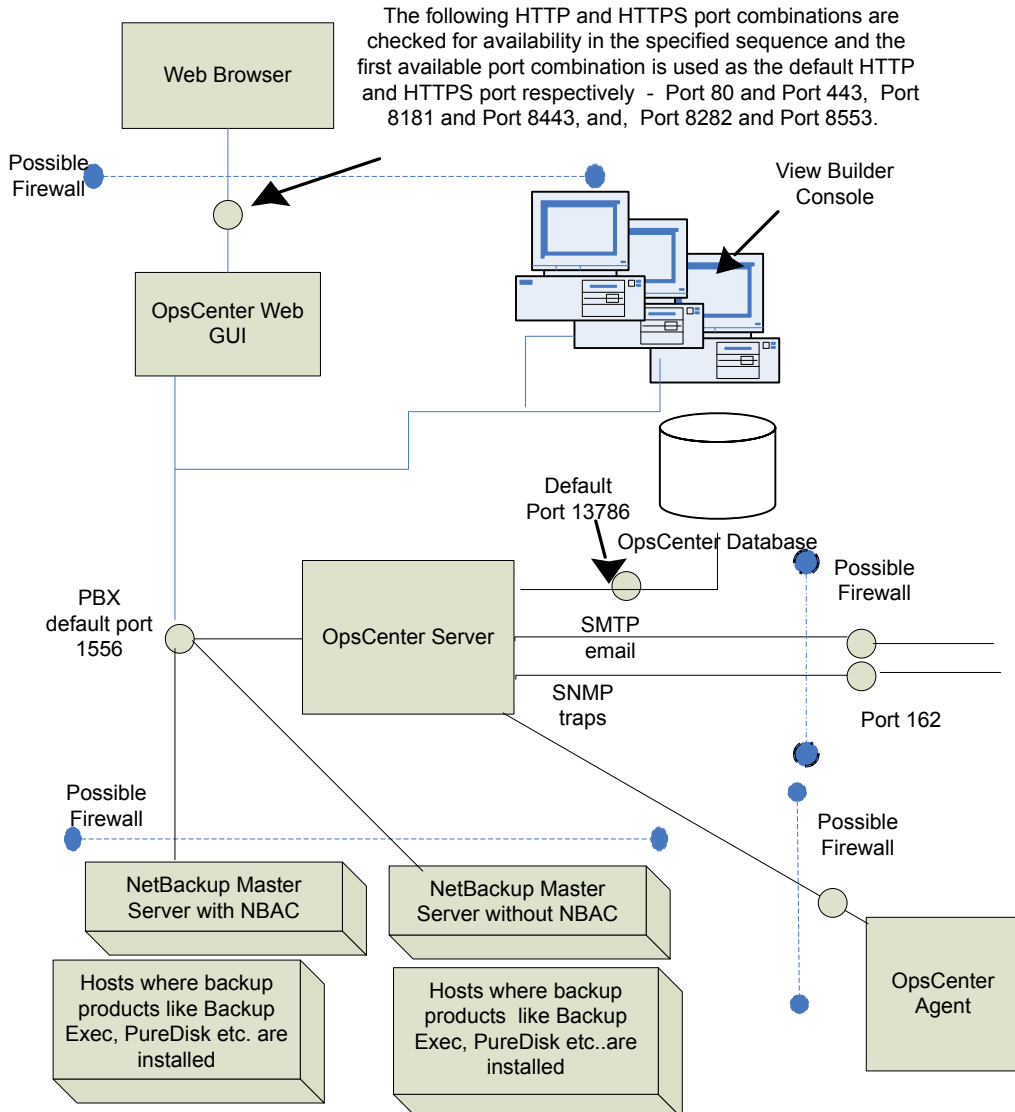 The following HTTP and HTTPS port combinations are
checked for availability in the specified sequence and the
first available port combination is used as the default HTTP
and HTTPS port respectively - Port 80 and Port 443, Port
8181 and Port 8443, and, Port 8282 and Port 8553.
Web Browser
Possible
Firewall
View Builder
Console
OpsCenter Web
GUI
Default
Port 13786
OpsCenter Database
Possible
Firewall
PBX
default port
1556
OpsCenter Server
SMTP
email
SNMP
traps
Port 162
Possible
Firewall
Possible
Firewall
NetBackup Master
Server with NBAC
NetBackup Master
Server without NBAC
Hosts where backup
products like Backup
Exec, PureDisk etc. are
installed
Hosts where backup
products like Backup
Exec, PureDisk etc..are
installed
OpsCenter
Agent